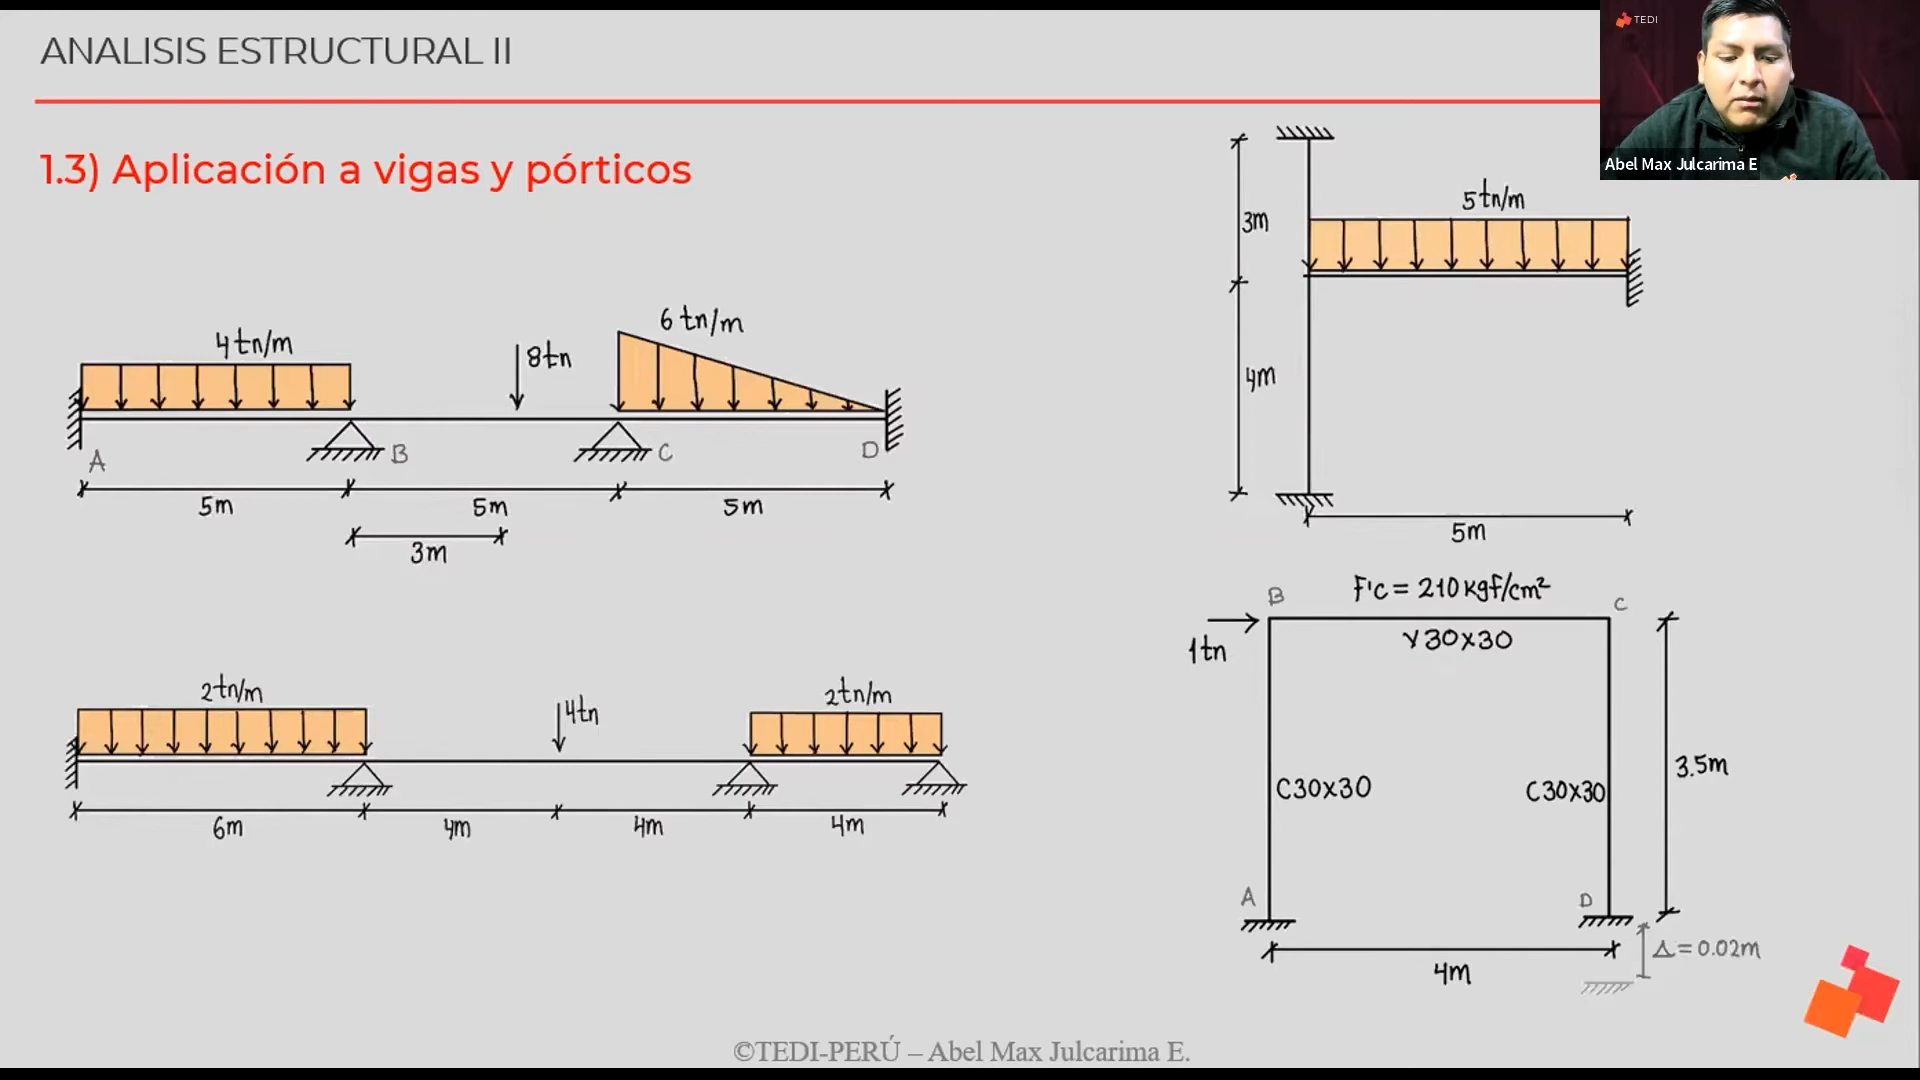 ANALISIS ESTRUCTURAL II
TEDI
Abel Max Julcarima E
1.3) Aplicación a vigas y pórticos
4tn/m
8tn
6 tn/m
A
B
C
D
5m
5m
5m
3m
2tn/m
4tn
2tn/m
6m
4m
4m
4m
5tn/m
3m
4m
5m
F'c = 210 kgf/cm²
B
C
1tn
V30x30
C30x30
C30x30
3.5m
A
D
Δ = 0.02m
4m
©TEDI-PERÚ – Abel Max Julcarima E.